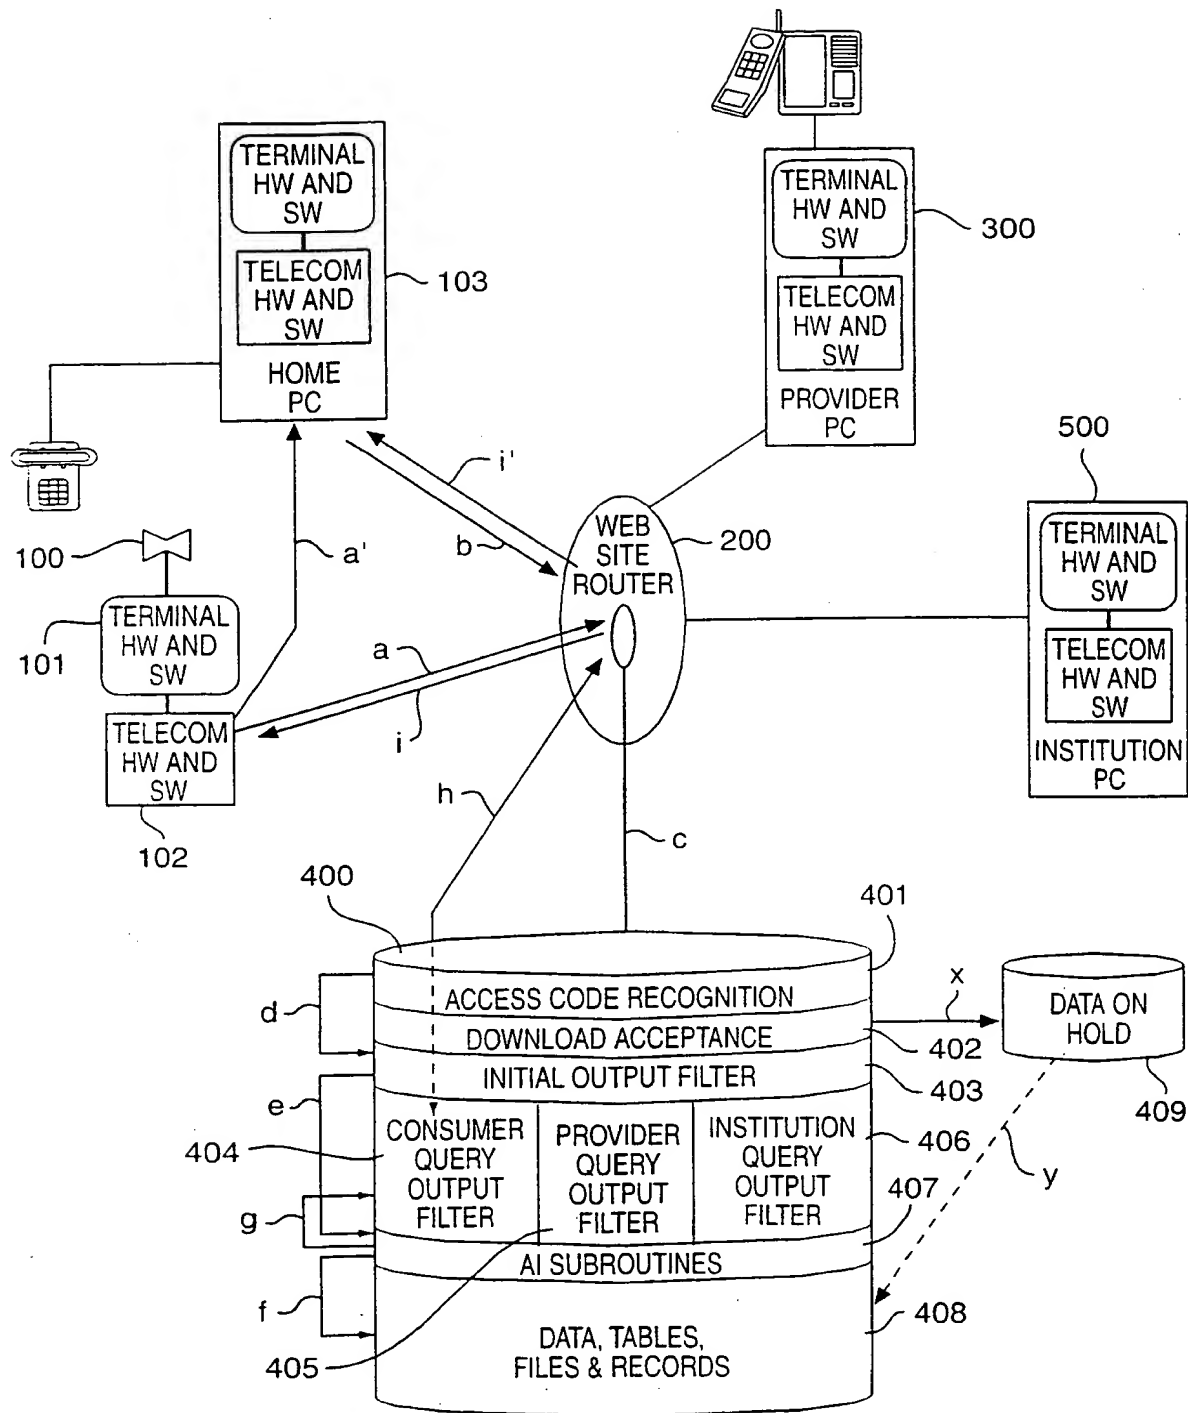 TERMINAL
HW AND
SW
TELECOM
HW AND
SW
HOME
PC
103
TERMINAL
HW AND
SW
TELECOM
HW AND
SW
PROVIDER
PC
300
500
TERMINAL
HW AND
SW
TELECOM
HW AND
SW
INSTITUTION
PC
i'
b
WEB
SITE
ROUTER
200
100
a'
TERMINAL
HW AND
SW
101
TELECOM
HW AND
SW
102
a
i
h
c
400
401
ACCESS CODE RECOGNITION
d
DOWNLOAD ACCEPTANCE
402
x
DATA ON
HOLD
409
INITIAL OUTPUT FILTER
403
e
CONSUMER
QUERY
OUTPUT
FILTER
404
PROVIDER
QUERY
OUTPUT
FILTER
INSTITUTION
QUERY
OUTPUT
FILTER
406
407
y
g
AI SUBROUTINES
f
405
DATA, TABLES,
FILES & RECORDS
408